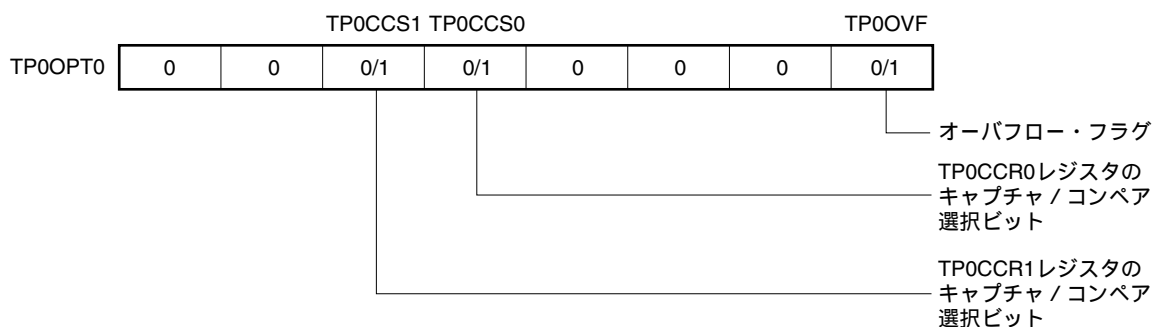 TP0CCS1 TP0CCS0 TP0OVF
TP0OPT0 0 0 0/1 0/1 0 0 0 0/1
オーバフロー・フラグ
TP0CCR0レジスタの
キャプチャ／コンペア
選択ビット
TP0CCR1レジスタの
キャプチャ／コンペア
選択ビット